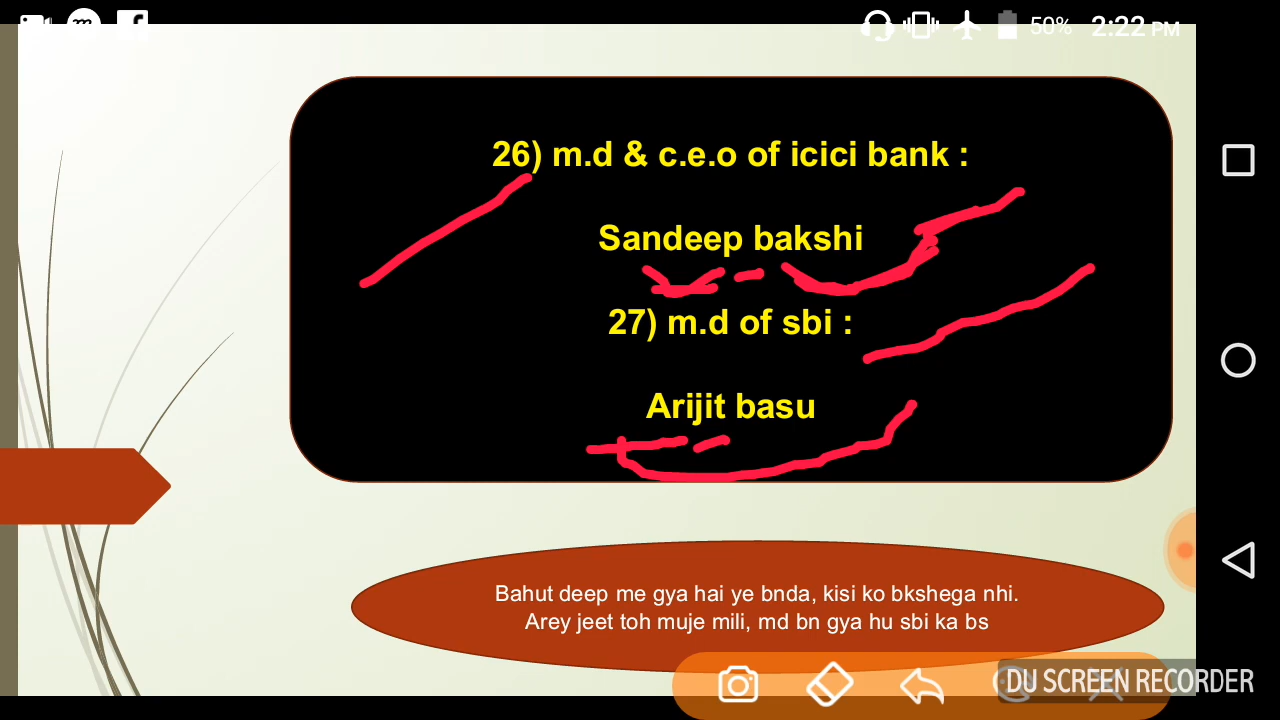 50% 2:22 PM
26) m.d & c.e.o of icici bank :
Sandeep bakshi
27) m.d of sbi :
Arijit basu
Bahut deep me gya hai ye bnda, kisi ko bkshega nhi.
Arey jeet toh muje mili, md bn gya hu sbi ka bs
DU SCREEN RECORDER